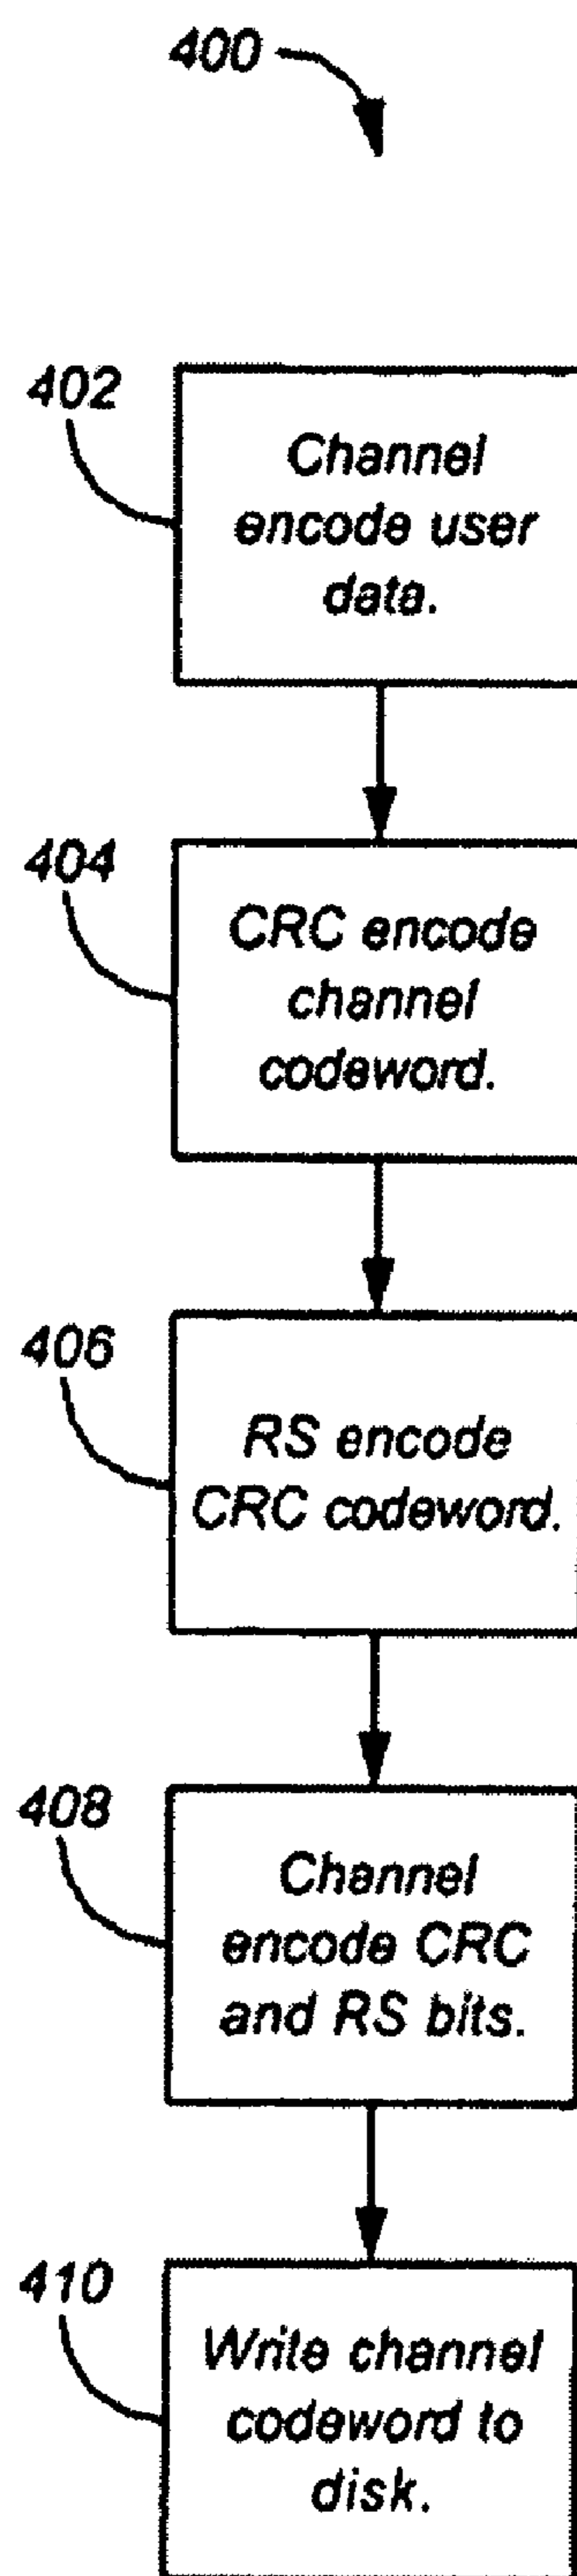 400
402
Channel
encode user
data.
404
CRC encode
channel
codeword.
406
RS encode
CRC codeword.
408
Channel
encode CRC
and RS bits.
410
Write channel
codeword to
disk.